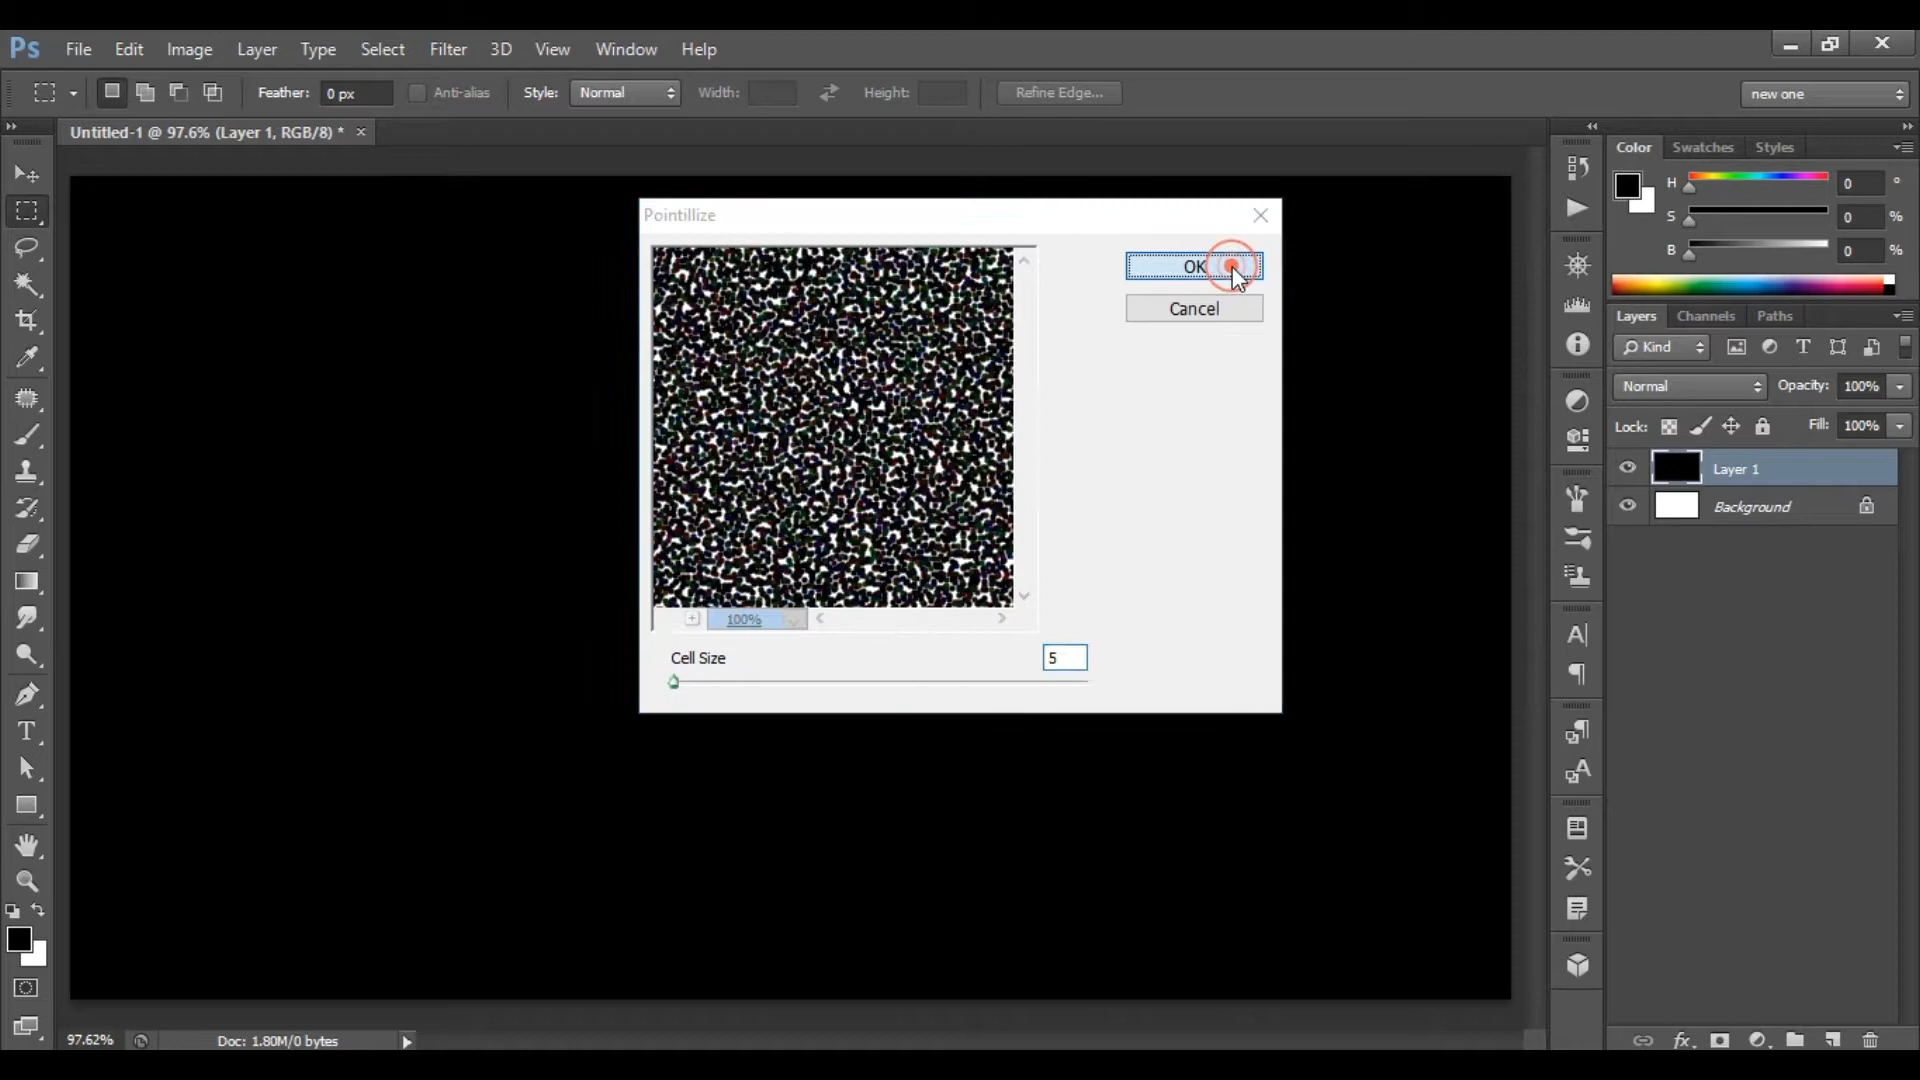 Ps File Edit Image Layer Type Select Filter 3D View Window Help
Feather: 0 px Anti-alias Style: Normal Width: Height: Refine Edge... new one
Untitled-1 @ 97.6% (Layer 1, RGB/8) * ×
Color Swatches Styles
H 0 °
S 0 %
B 0 %
Pointillize
OK
Cancel
100%
Cell Size 5
Layers Channels Paths
Kind
Normal Opacity: 100%
Lock: Fill: 100%
Layer 1
Background
97.62% Doc: 1.80M/0 bytes